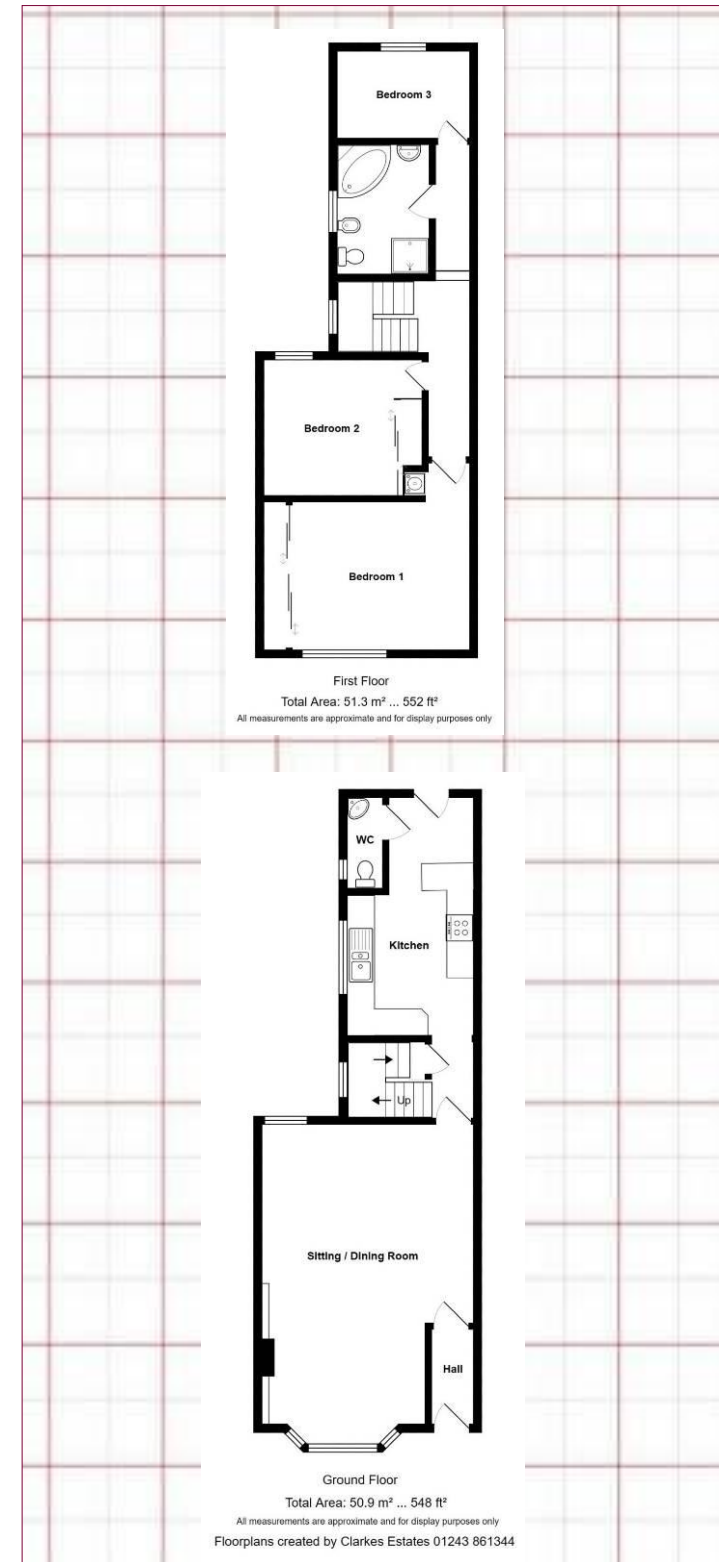 Bedroom 3
Bedroom 2
Bedroom 1
First Floor
Total Area: 51.3 m² ... 552 ft²
All measurements are approximate and for display purposes only
WC
Kitchen
Up
Sitting / Dining Room
Hall
Ground Floor
Total Area: 50.9 m² ... 548 ft²
All measurements are approximate and for display purposes only
Floorplans created by Clarkes Estates 01243 861344